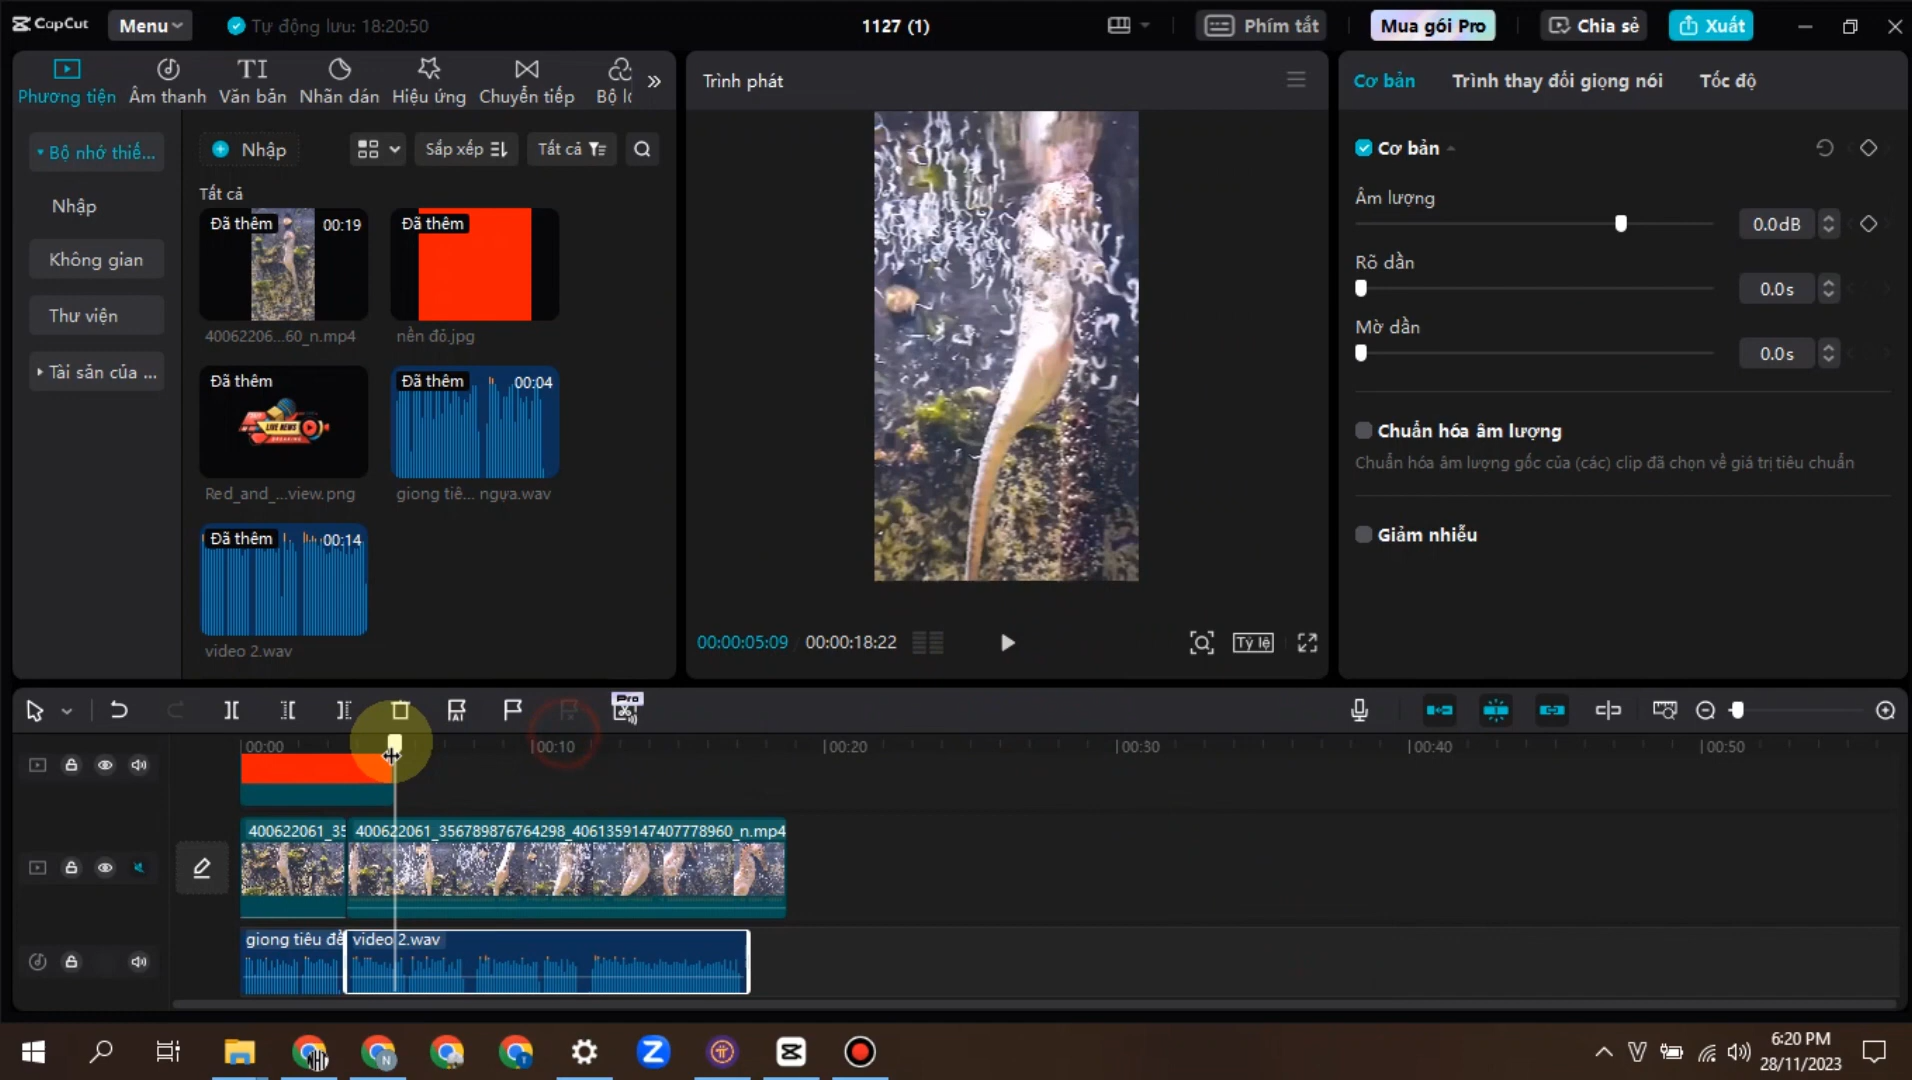 CapCut
Menu
Tự động lưu: 18:20:50
1127 (1)
Phím tắt
Mua gói Pro
Chia sẻ
Xuất
Phương tiện
Âm thanh
TI
Văn bản
Nhãn dán
Hiệu ứng
Chuyển tiếp
Bộ lọ
Trình phát
Cơ bản
Trình thay đổi giọng nói
Tốc độ
Bộ nhớ thiế...
Nhập
Không gian
Thư viện
Tài sản của ...
Nhập
Sắp xếp
Tất cả
Tất cả
Đã thêm
00:19
40062206...60_n.mp4
Đã thêm
nền đỏ.jpg
Đã thêm
LIVE NEWS
Red_and_...view.png
Đã thêm
00:04
giong tiê... ngựa.wav
Đã thêm
00:14
video 2.wav
00:00:05:09
00:00:18:22
Tỷ lệ
Cơ bản
Âm lượng
0.0dB
Rõ dần
0.0s
Mờ dần
0.0s
Chuẩn hóa âm lượng
Chuẩn hóa âm lượng gốc của (các) clip đã chọn về giá trị tiêu chuẩn
Giảm nhiễu
Pro
00:00
00:10
00:20
00:30
00:40
00:50
400622061_35
400622061_356789876764298_4061359147407778960_n.mp4
giong tiêu đề
video 2.wav
6:20 PM
28/11/2023